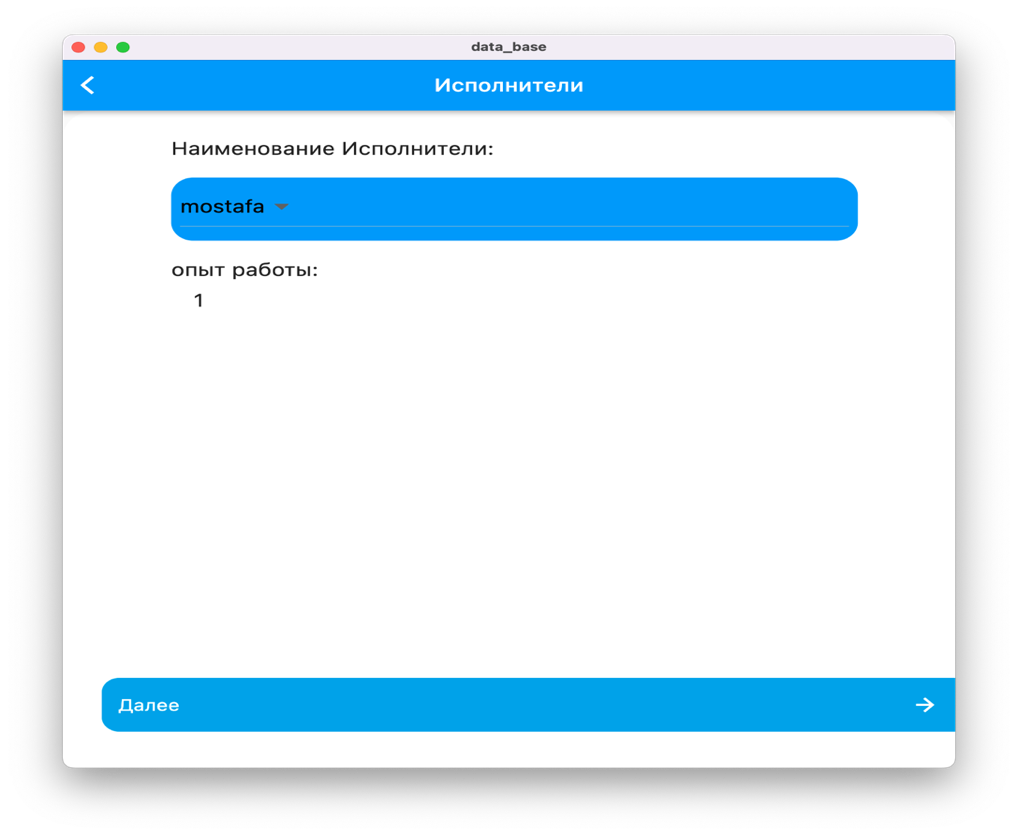 data_base
Исполнители
Наименование Исполнители:
mostafa
опыт работы:
1
Далее